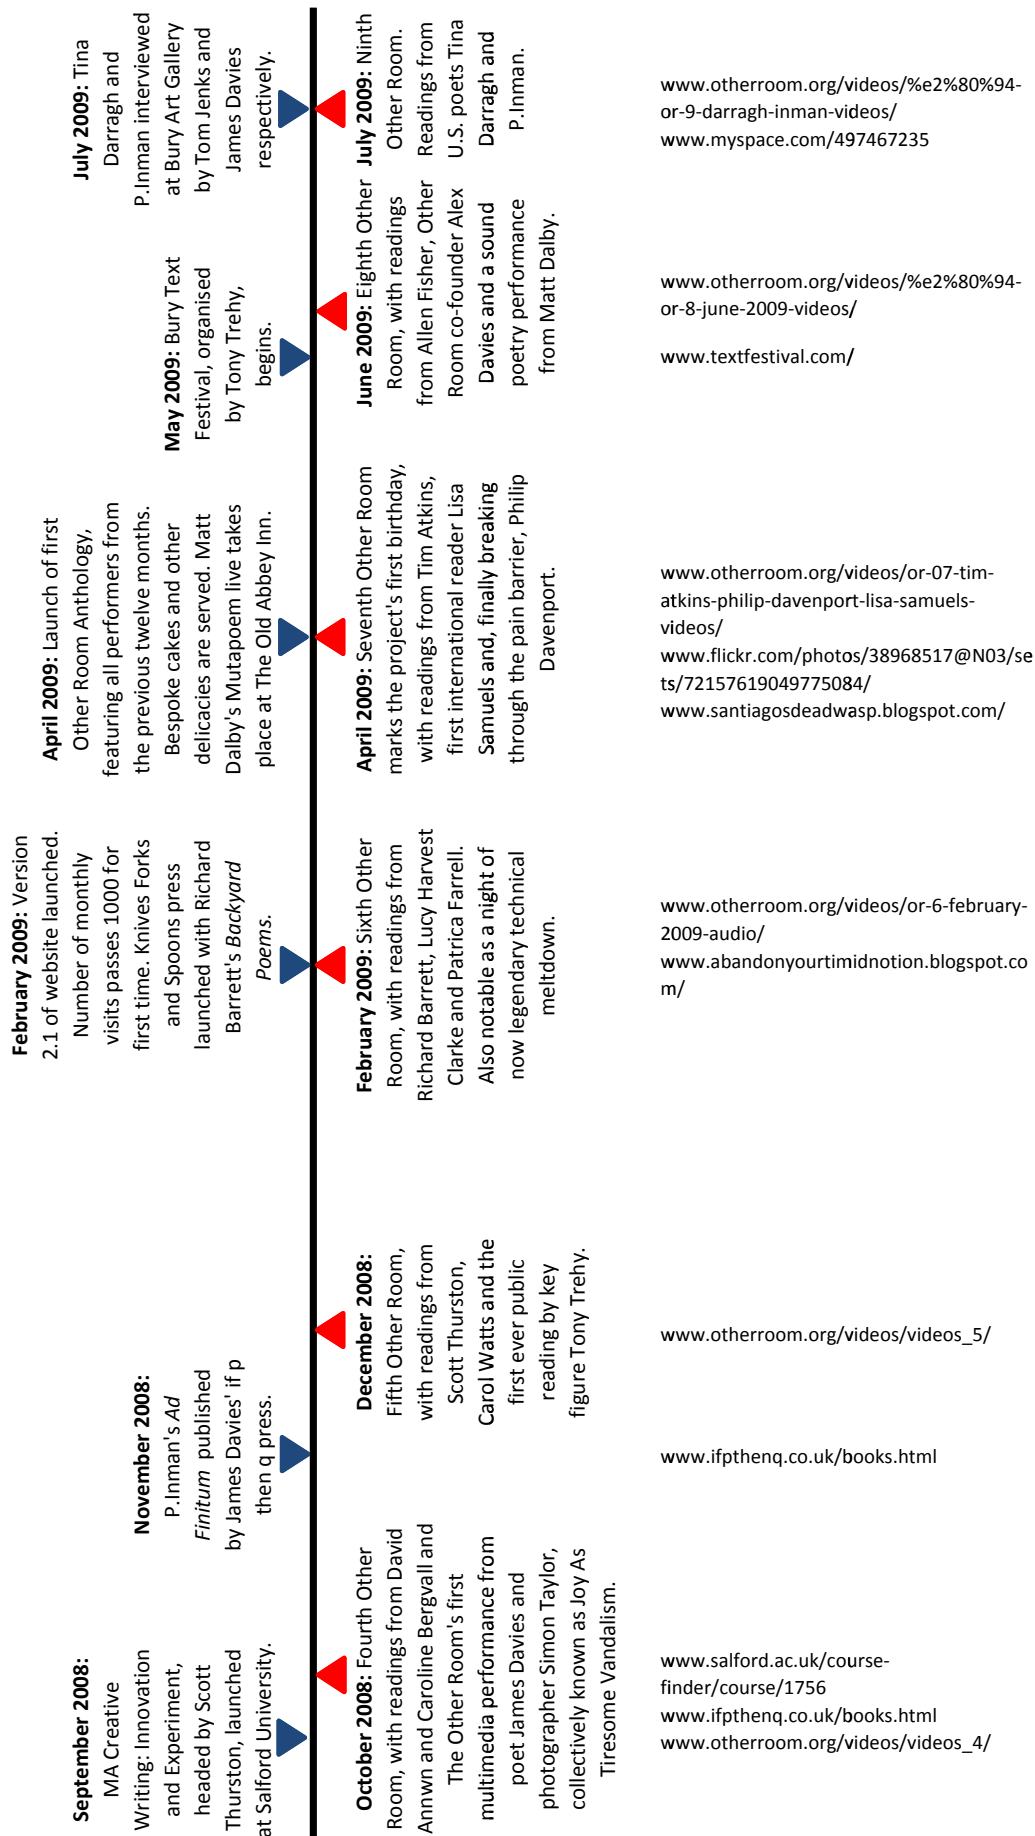 September 2008:
MA Creative
Writing: Innovation
and Experiment,
headed by Scott
Thurston, launched
at Salford University.
November 2008:
P.Inman's Ad
Finitum published
by James Davies' if p
then q press.
February 2009: Version
2.1 of website launched.
Number of monthly
visits passes 1000 for
first time. Knives Forks
and Spoons press
launched with Richard
Barrett's Backyard
Poems.
April 2009: Launch of first
Other Room Anthology,
featuring all performers from
the previous twelve months.
Bespoke cakes and other
delicacies are served. Matt
Dalby's Mutapoem live takes
place at The Old Abbey Inn.
May 2009: Bury Text
Festival, organised
by Tony Trehy,
begins.
July 2009: Tina
Darragh and
P.Inman interviewed
at Bury Art Gallery
by Tom Jenks and
James Davies
respectively.
October 2008: Fourth Other
Room, with readings from David
Annwn and Caroline Bergvall and
The Other Room's first
multimedia performance from
poet James Davies and
photographer Simon Taylor,
collectively known as Joy As
Tiresome Vandalism.
December 2008:
Fifth Other Room,
with readings from
Scott Thurston,
Carol Watts and the
first ever public
reading by key
figure Tony Trehy.
February 2009: Sixth Other
Room, with readings from
Richard Barrett, Lucy Harvest
Clarke and Patrica Farrell.
Also notable as a night of
now legendary technical
meltdown.
April 2009: Seventh Other Room
marks the project's first birthday,
with readings from Tim Atkins,
first international reader Lisa
Samuels and, finally breaking
through the pain barrier, Philip
Davenport.
June 2009: Eighth Other
Room, with readings
from Allen Fisher, Other
Room co-founder Alex
Davies and a sound
poetry performance
from Matt Dalby.
July 2009: Ninth
Other Room.
Readings from
U.S. poets Tina
Darragh and
P.Inman.
www.otherroom.org/videos/%e2%80%94-
or-9-darragh-inman-videos/
www.myspace.com/497467235
www.otherroom.org/videos/%e2%80%94-
or-8-june-2009-videos/
www.textfestival.com/
www.otherroom.org/videos/or-07-tim-
atkins-philip-davenport-lisa-samuels-
videos/
www.flickr.com/photos/38968517@N03/se
ts/72157619049775084/
www.santiagosdeadwasp.blogspot.com/
www.otherroom.org/videos/or-6-february-
2009-audio/
www.abandonyourtimidnotion.blogspot.co
m/
www.otherroom.org/videos/videos_5/
www.ifpthenq.co.uk/books.html
www.salford.ac.uk/course-
finder/course/1756
www.ifpthenq.co.uk/books.html
www.otherroom.org/videos/videos_4/